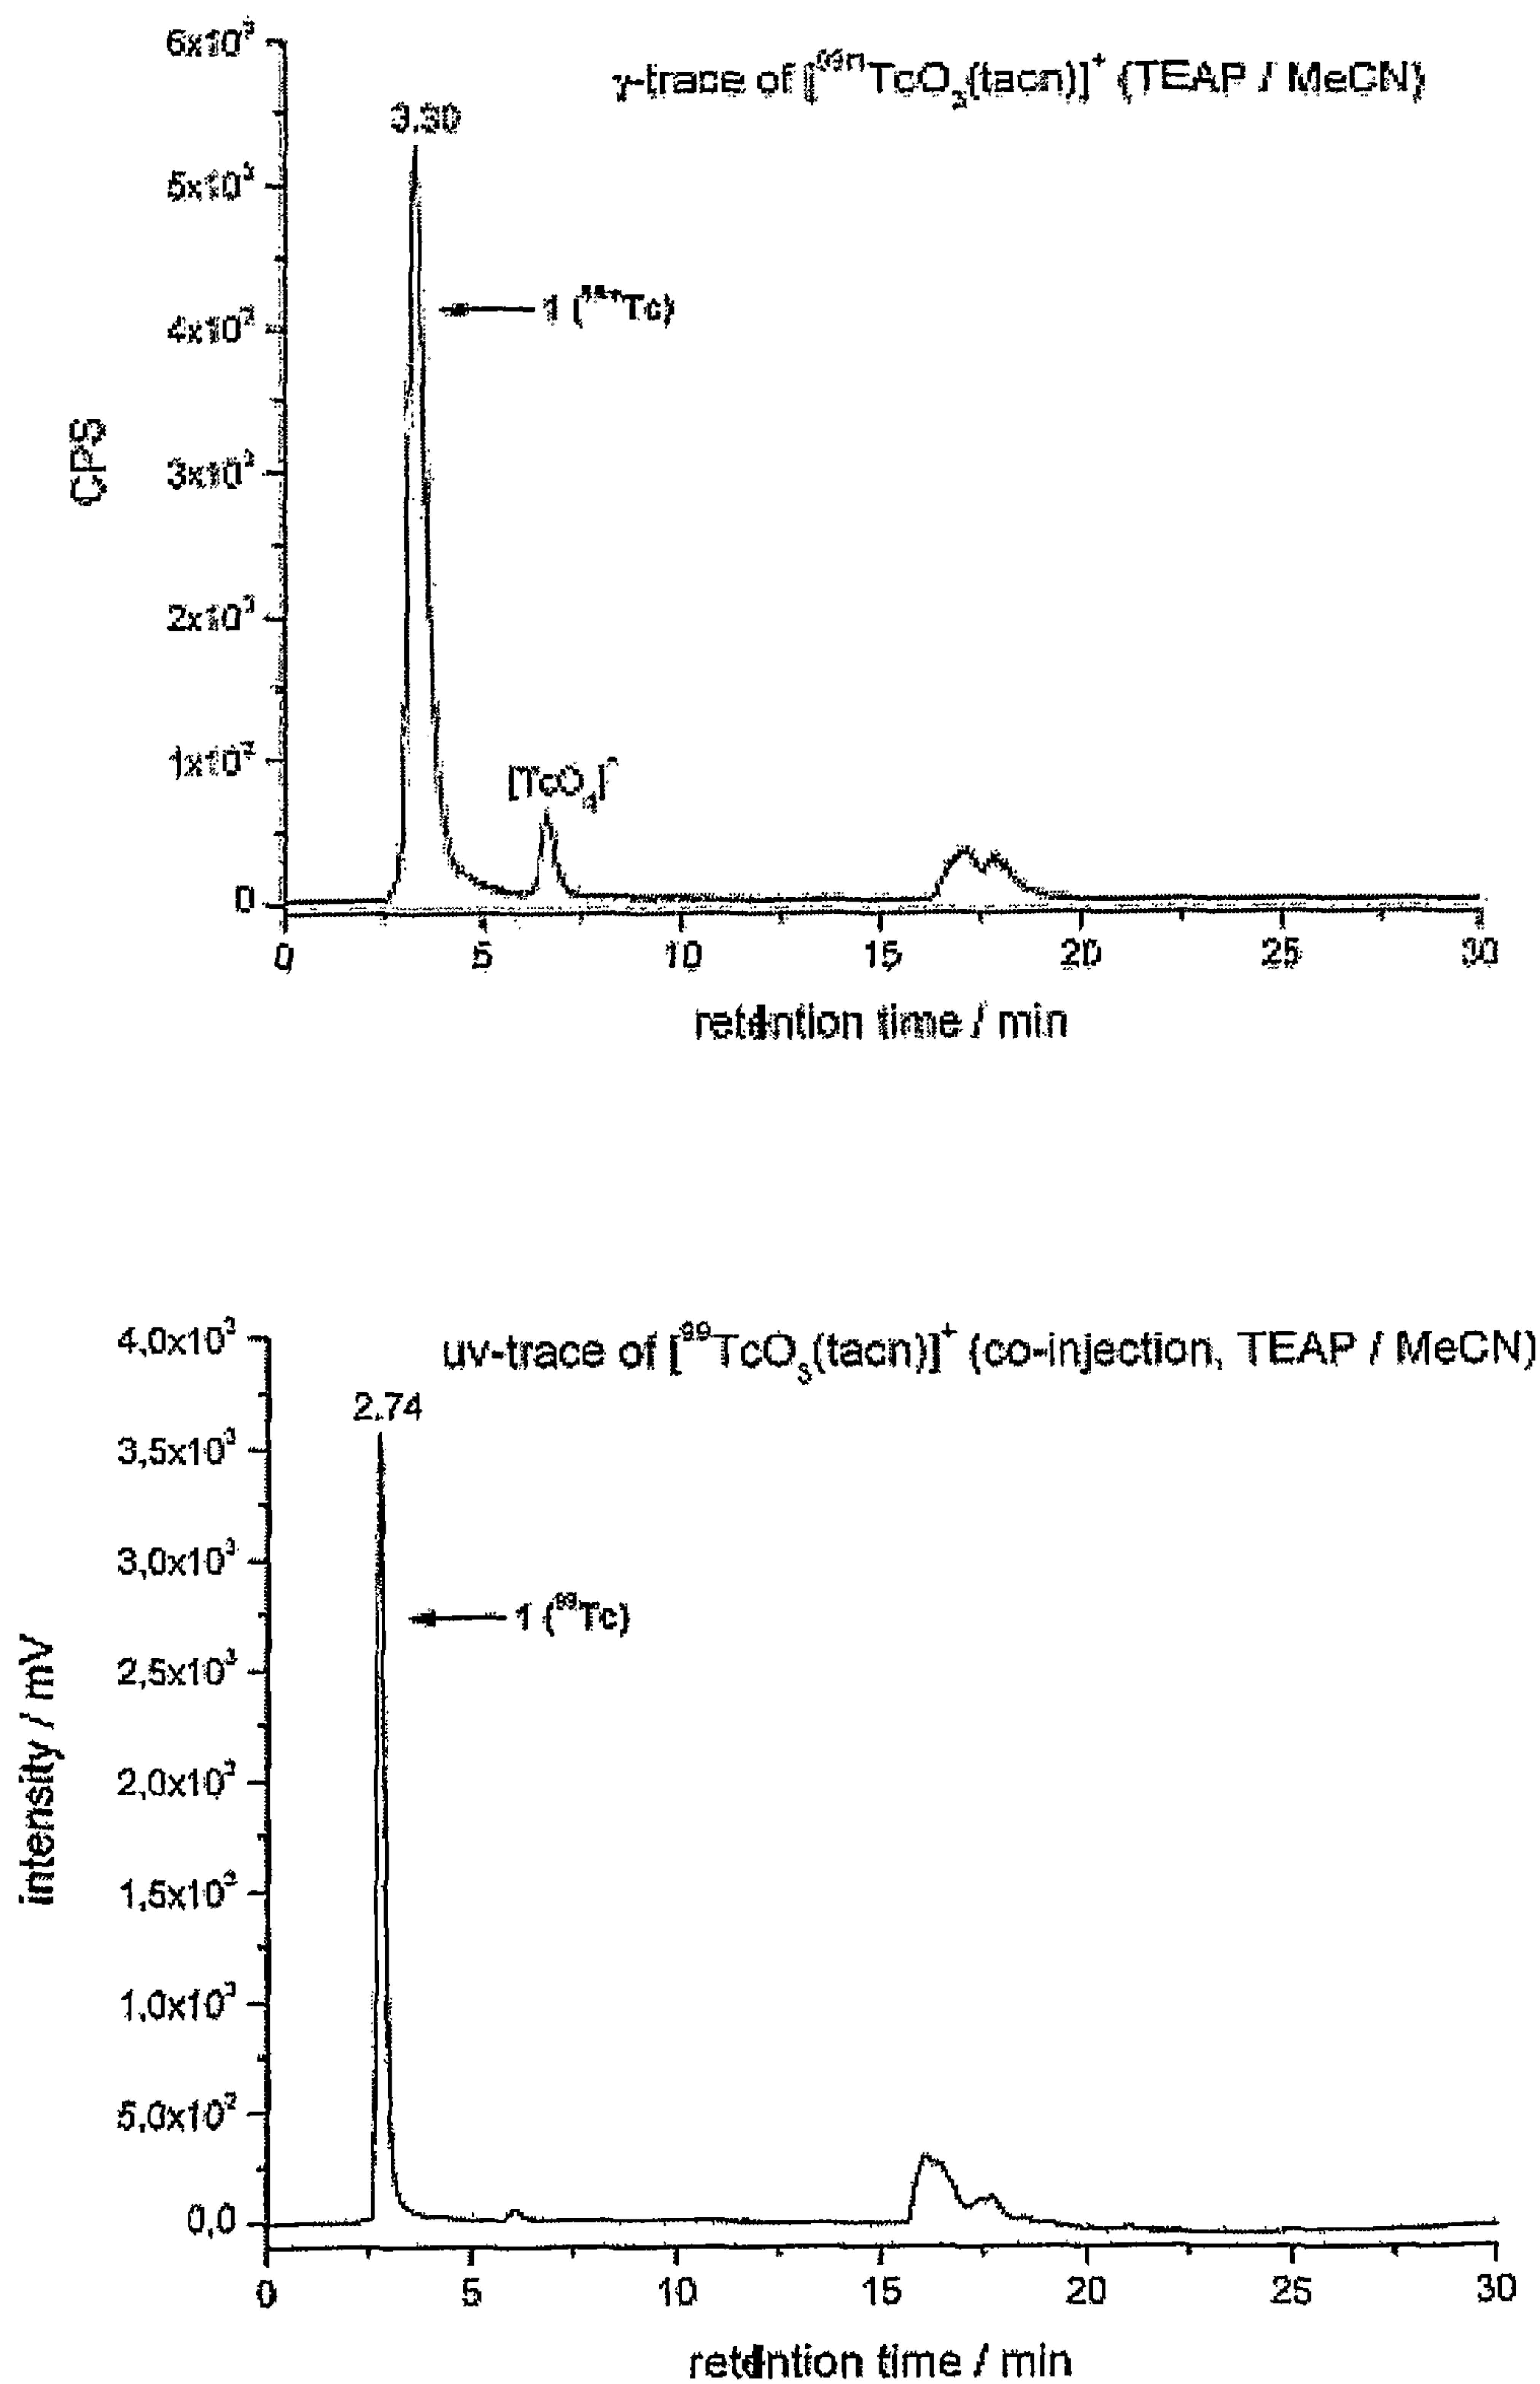 6x10³
γ-trace of [⁹⁹ᵐTcO₃(tacn)]⁺ (TEAP / MeCN)
3.30
5x10³
1 (⁹⁹ᵐTc)
4x10³
CPS
3x10³
2x10³
1x10³
[TcO₄]⁻
0
0 5 10 15 20 25 30
retention time / min
4,0x10³
uv-trace of [⁹⁹TcO₃(tacn)]⁺ (co-injection, TEAP / MeCN)
2.74
3,5x10³
3,0x10³
1 (⁹⁹Tc)
2,5x10³
intensity / mV
2,0x10³
1,5x10³
1,0x10³
5,0x10²
0,0
0 5 10 15 20 25 30
retention time / min